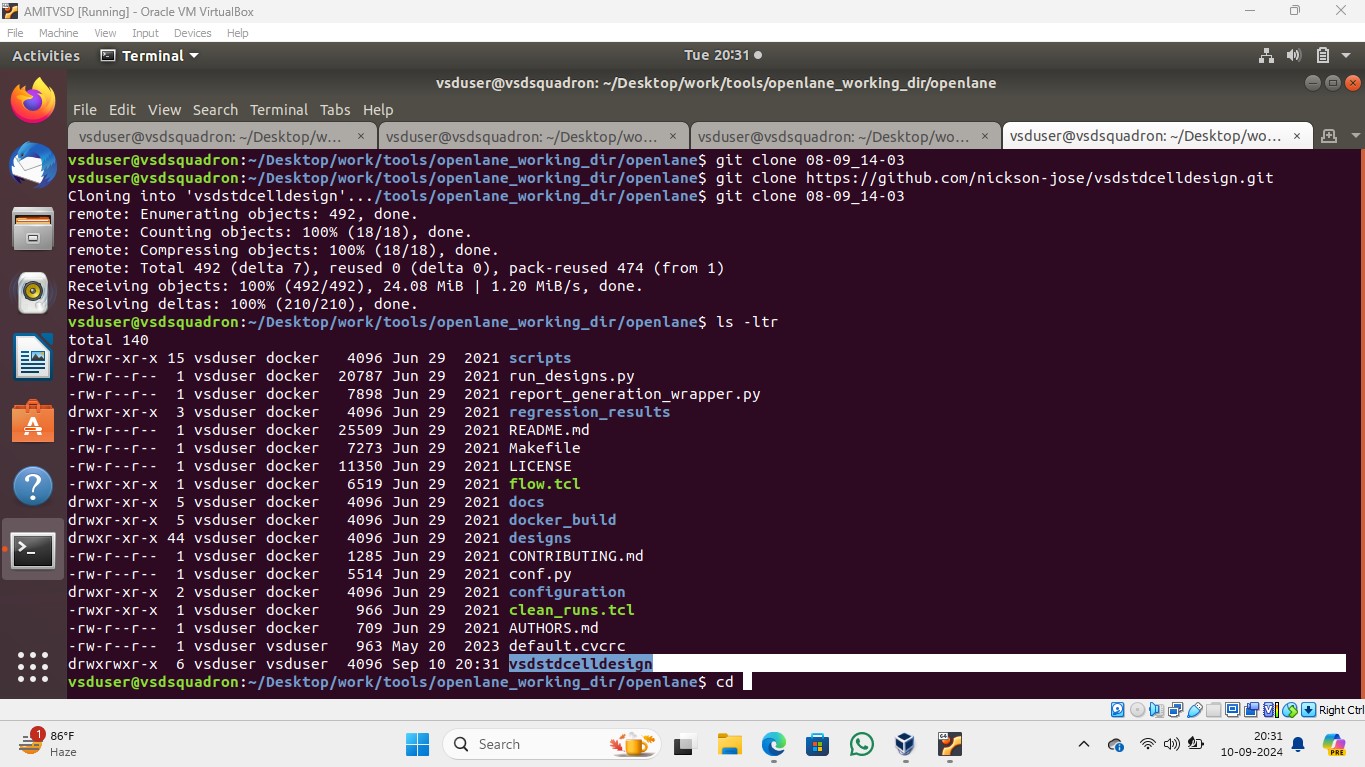 AMITVSD [Running] - Oracle VM VirtualBox
File Machine View Input Devices Help
Activities Terminal Tue 20:31
vsduser@vsdsquadron: ~/Desktop/work/tools/openlane_working_dir/openlane
File Edit View Search Terminal Tabs Help
vsduser@vsdsquadron: ~/Desktop/w... × vsduser@vsdsquadron: ~/Desktop/wo... × vsduser@vsdsquadron: ~/Desktop/wo... × vsduser@vsdsquadron: ~/Desktop/wo... ×
vsduser@vsdsquadron:~/Desktop/work/tools/openlane_working_dir/openlane$ git clone 08-09_14-03
vsduser@vsdsquadron:~/Desktop/work/tools/openlane_working_dir/openlane$ git clone https://github.com/nickson-jose/vsdstdcelldesign.git
Cloning into 'vsdstdcelldesign'.../tools/openlane_working_dir/openlane$ git clone 08-09_14-03
remote: Enumerating objects: 492, done.
remote: Counting objects: 100% (18/18), done.
remote: Compressing objects: 100% (18/18), done.
remote: Total 492 (delta 7), reused 0 (delta 0), pack-reused 474 (from 1)
Receiving objects: 100% (492/492), 24.08 MiB | 1.20 MiB/s, done.
Resolving deltas: 100% (210/210), done.
vsduser@vsdsquadron:~/Desktop/work/tools/openlane_working_dir/openlane$ ls -ltr
total 140
drwxr-xr-x 15 vsduser docker 4096 Jun 29 2021 scripts
-rw-r--r-- 1 vsduser docker 20787 Jun 29 2021 run_designs.py
-rw-r--r-- 1 vsduser docker 7898 Jun 29 2021 report_generation_wrapper.py
drwxr-xr-x 3 vsduser docker 4096 Jun 29 2021 regression_results
-rw-r--r-- 1 vsduser docker 25509 Jun 29 2021 README.md
-rw-r--r-- 1 vsduser docker 7273 Jun 29 2021 Makefile
-rw-r--r-- 1 vsduser docker 11350 Jun 29 2021 LICENSE
-rwxr-xr-x 1 vsduser docker 6519 Jun 29 2021 flow.tcl
drwxr-xr-x 5 vsduser docker 4096 Jun 29 2021 docs
drwxr-xr-x 5 vsduser docker 4096 Jun 29 2021 docker_build
drwxr-xr-x 44 vsduser docker 4096 Jun 29 2021 designs
-rw-r--r-- 1 vsduser docker 1285 Jun 29 2021 CONTRIBUTING.md
-rw-r--r-- 1 vsduser docker 5514 Jun 29 2021 conf.py
drwxr-xr-x 2 vsduser docker 4096 Jun 29 2021 configuration
-rwxr-xr-x 1 vsduser docker 966 Jun 29 2021 clean_runs.tcl
-rw-r--r-- 1 vsduser docker 709 Jun 29 2021 AUTHORS.md
-rw-r--r-- 1 vsduser vsduser 963 May 20 2023 default.cvcrc
drwxrwxr-x 6 vsduser vsduser 4096 Sep 10 20:31 vsdstdcelldesign
vsduser@vsdsquadron:~/Desktop/work/tools/openlane_working_dir/openlane$ cd
Right Ctrl
1 86°F
Haze
Search
20:31
10-09-2024
PRE